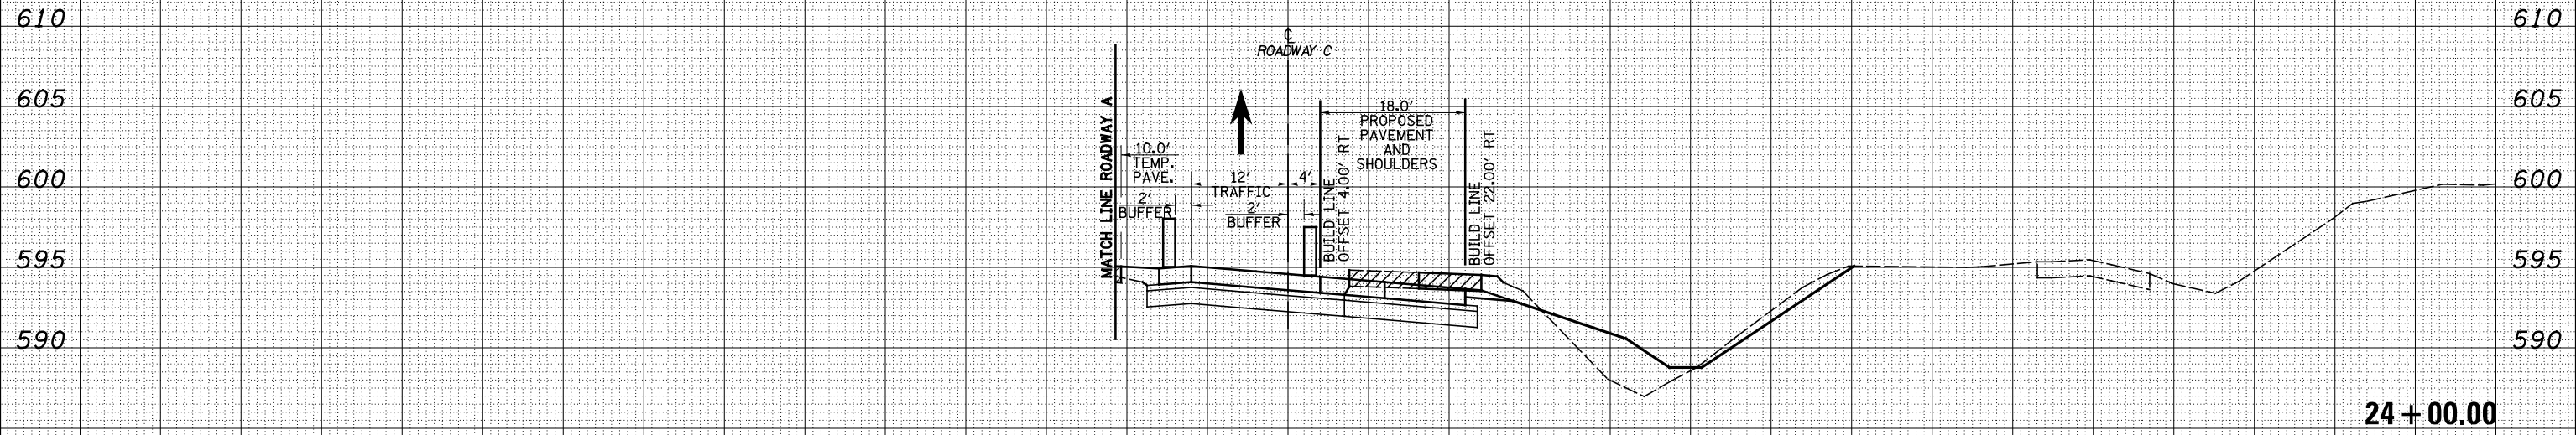 610
610
℄
ROADWAY C
605
605
18.0'
PROPOSED
PAVEMENT
AND
SHOULDERS
MATCH LINE ROADWAY A
10.0'
TEMP.
PAVE.
12'
TRAFFIC
4'
2'
BUFFER
2'
BUFFER
BUILD LINE
OFFSET 4.00' RT
BUILD LINE
OFFSET 22.00' RT
600
600
595
595
590
590
24+00.00